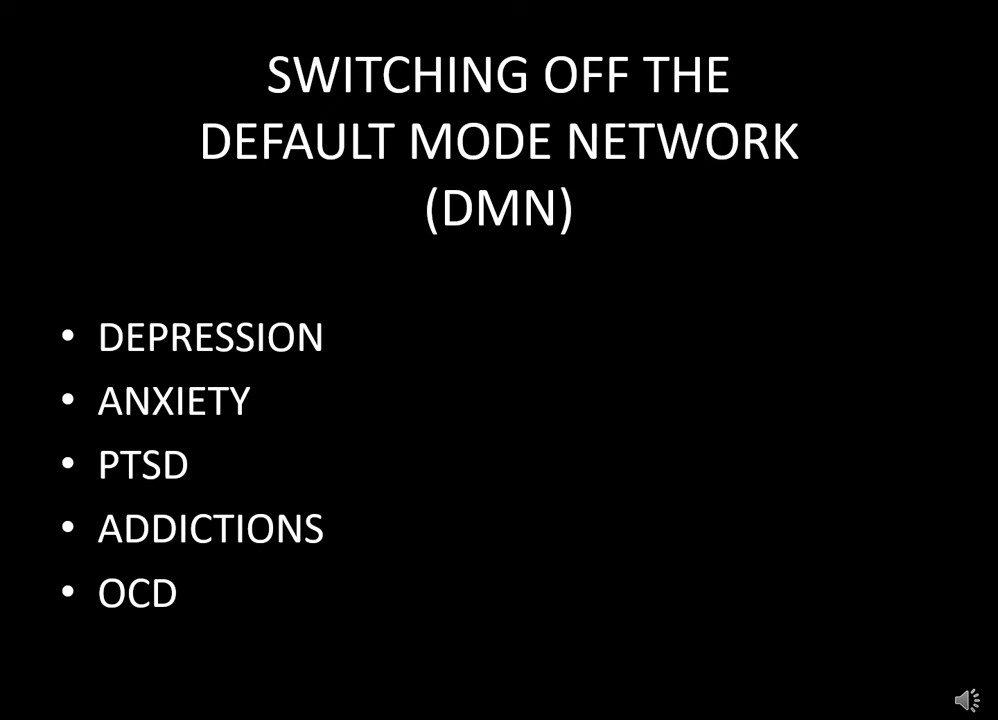 SWITCHING OFF THE
DEFAULT MODE NETWORK
(DMN)
• DEPRESSION
• ANXIETY
• PTSD
• ADDICTIONS
• OCD